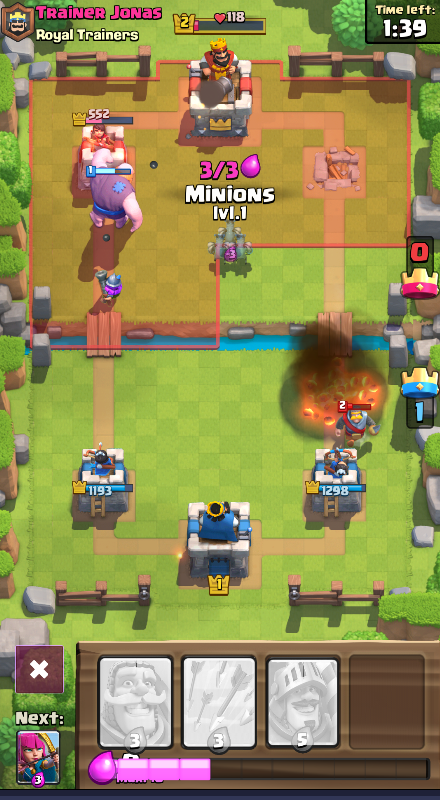 Trainer Jonas
Royal Trainers
2
118
Time left:
1:39
552
3/3
Minions
lvl.1
3
0
2
1
1193
1298
1
Next:
3
3
5
3